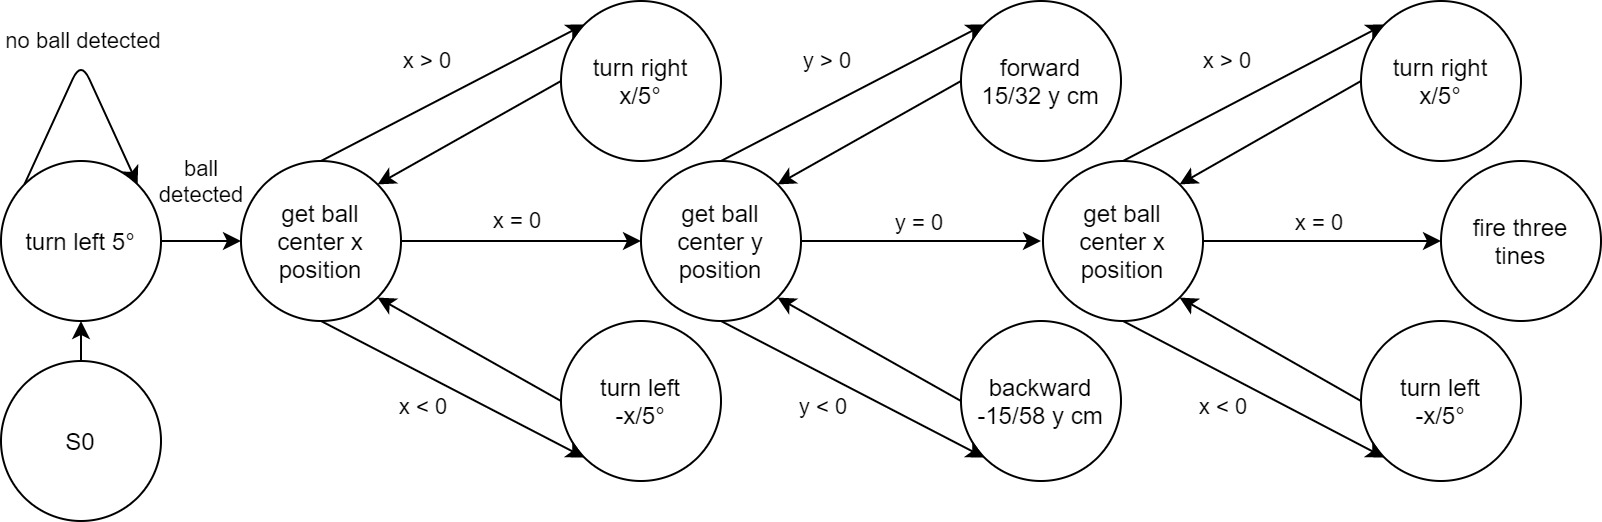 no ball detected
x > 0
turn right
x/5°
y > 0
forward
15/32 y cm
x > 0
turn right
x/5°
turn left 5°
ball
detected
get ball
center x
position
x = 0
get ball
center y
position
y = 0
get ball
center x
position
x = 0
fire three
tines
S0
x < 0
turn left
-x/5°
y < 0
backward
-15/58 y cm
x < 0
turn left
-x/5°